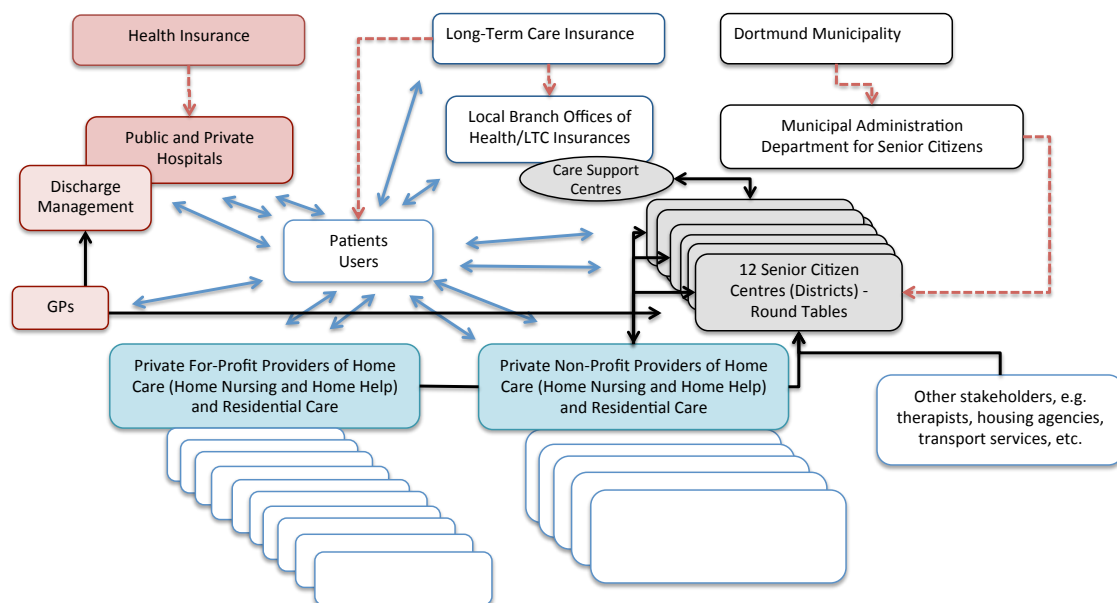 Health Insurance
Long-Term Care Insurance
Dortmund Municipality
Public and Private
Hospitals
Local Branch Offices of
Health/LTC Insurances
Municipal Administration
Department for Senior Citizens
Discharge
Management
Care Support
Centres
Patients
Users
12 Senior Citizen
Centres (Districts) -
Round Tables
GPs
Private For-Profit Providers of Home
Care (Home Nursing and Home Help)
and Residential Care
Private Non-Profit Providers of Home
Care (Home Nursing and Home Help)
and Residential Care
Other stakeholders, e.g.
therapists, housing agencies,
transport services, etc.